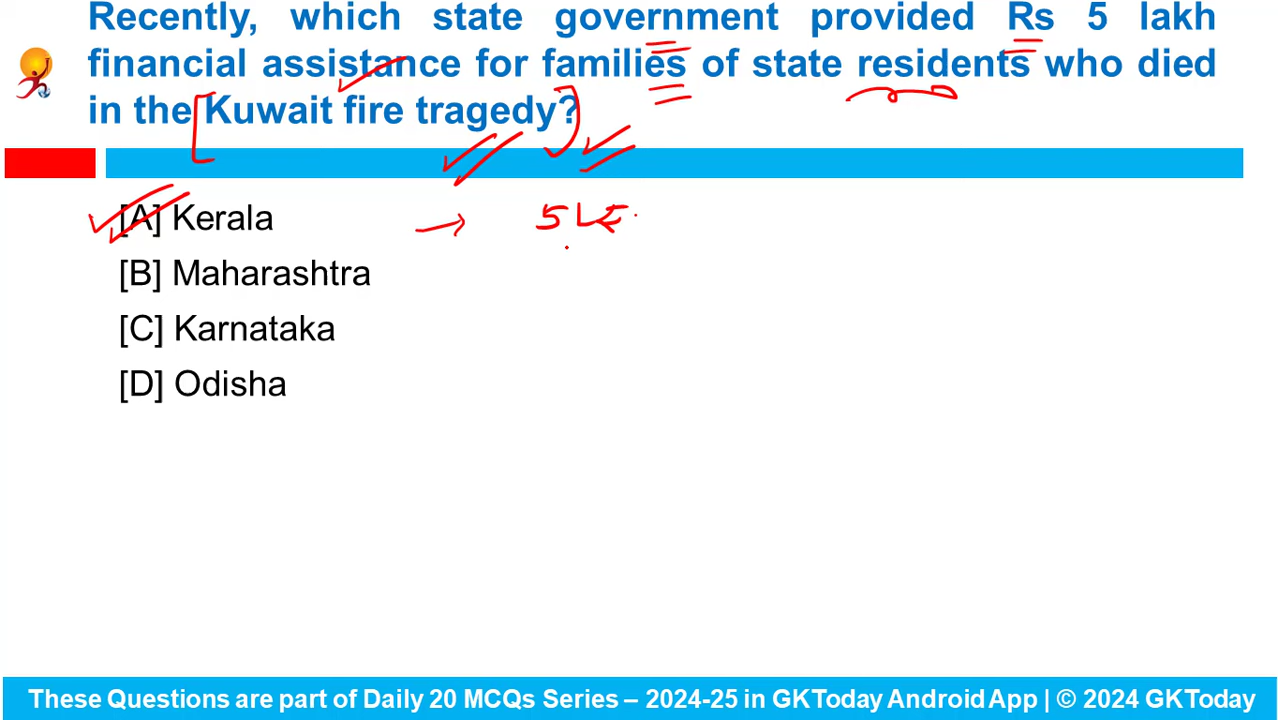 Recently, which state government provided Rs 5 lakh
financial assistance for families of state residents who died
in the Kuwait fire tragedy?
[A] Kerala
[B] Maharashtra
[C] Karnataka
[D] Odisha
These Questions are part of Daily 20 MCQs Series – 2024-25 in GKToday Android App | © 2024 GKToday